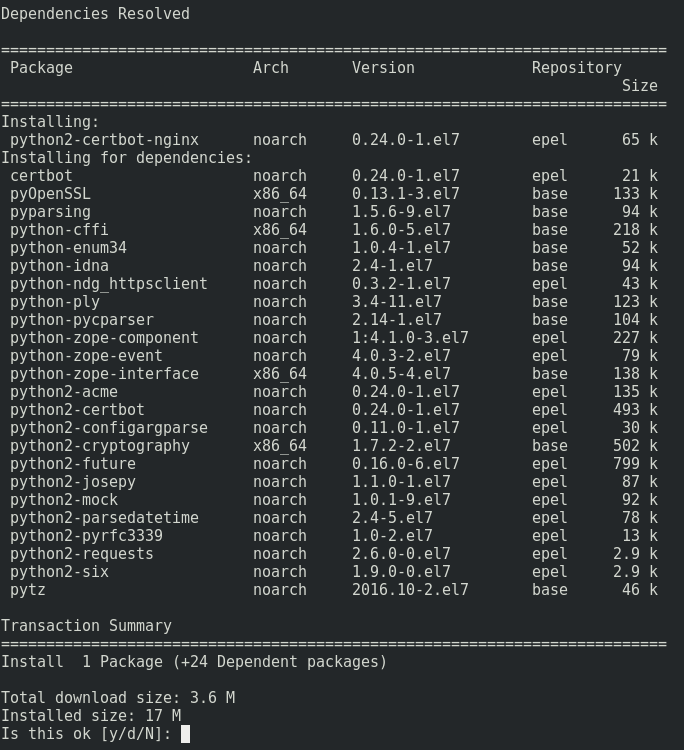 Dependencies Resolved
================================================================================
Package Arch Version Repository
Size
================================================================================
Installing:
python2-certbot-nginx noarch 0.24.0-1.el7 epel 65 k
Installing for dependencies:
certbot noarch 0.24.0-1.el7 epel 21 k
pyOpenSSL x86_64 0.13.1-3.el7 base 133 k
pyparsing noarch 1.5.6-9.el7 base 94 k
python-cffi x86_64 1.6.0-5.el7 base 218 k
python-enum34 noarch 1.0.4-1.el7 base 52 k
python-idna noarch 2.4-1.el7 base 94 k
python-ndg_httpsclient noarch 0.3.2-1.el7 epel 43 k
python-ply noarch 3.4-11.el7 base 123 k
python-pycparser noarch 2.14-1.el7 base 104 k
python-zope-component noarch 1:4.1.0-3.el7 epel 227 k
python-zope-event noarch 4.0.3-2.el7 epel 79 k
python-zope-interface x86_64 4.0.5-4.el7 base 138 k
python2-acme noarch 0.24.0-1.el7 epel 135 k
python2-certbot noarch 0.24.0-1.el7 epel 493 k
python2-configargparse noarch 0.11.0-1.el7 epel 30 k
python2-cryptography x86_64 1.7.2-2.el7 base 502 k
python2-future noarch 0.16.0-6.el7 epel 799 k
python2-josepy noarch 1.1.0-1.el7 epel 87 k
python2-mock noarch 1.0.1-9.el7 epel 92 k
python2-parsedatetime noarch 2.4-5.el7 epel 78 k
python2-pyrfc3339 noarch 1.0-2.el7 epel 13 k
python2-requests noarch 2.6.0-0.el7 epel 2.9 k
python2-six noarch 1.9.0-0.el7 epel 2.9 k
pytz noarch 2016.10-2.el7 base 46 k
Transaction Summary
================================================================================
Install 1 Package (+24 Dependent packages)
Total download size: 3.6 M
Installed size: 17 M
Is this ok [y/d/N]: